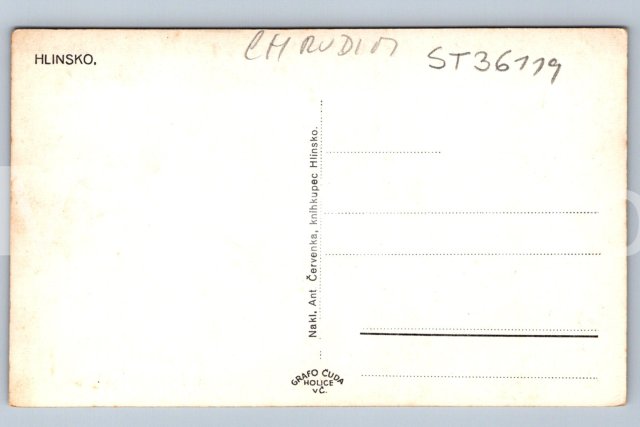 HLINSKO.
CHRUDIM
ST36119
Nakl. Ant Červenka, knihkupec Hlinsko.
GRAFO ČUDA
HOLICE
v Č.